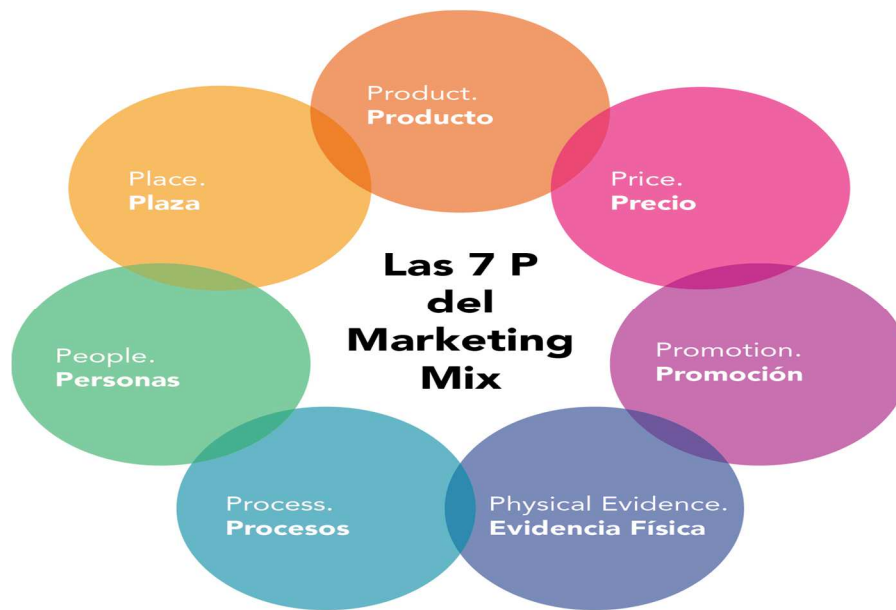 Product.
Producto
Place.
Plaza
Price.
Precio
Las 7 P
del
Marketing
Mix
People.
Personas
Promotion.
Promoción
Process.
Procesos
Physical Evidence.
Evidencia Física